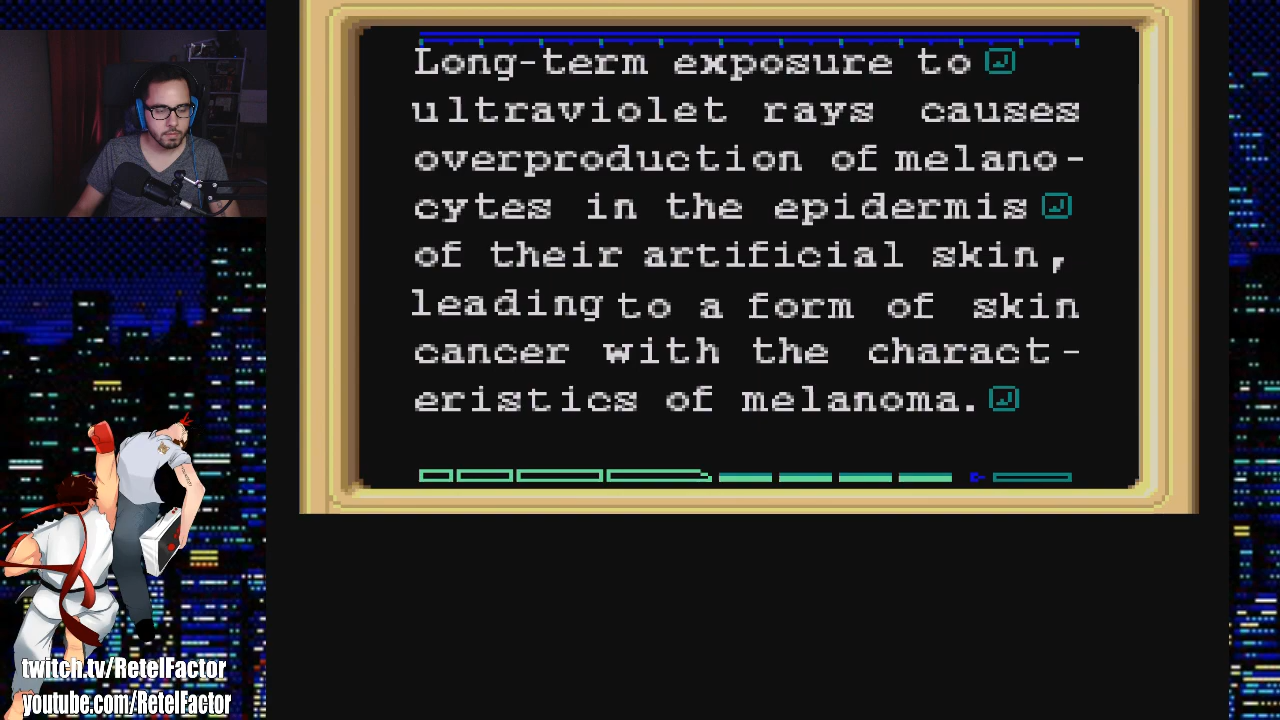 Long-term exposure to
ultraviolet rays causes
overproduction of melano-
cytes in the epidermis
of their artificial skin,
leading to a form of skin
cancer with the charact-
eristics of melanoma.
twitch.tv/RetelFactor
youtube.com/RetelFactor